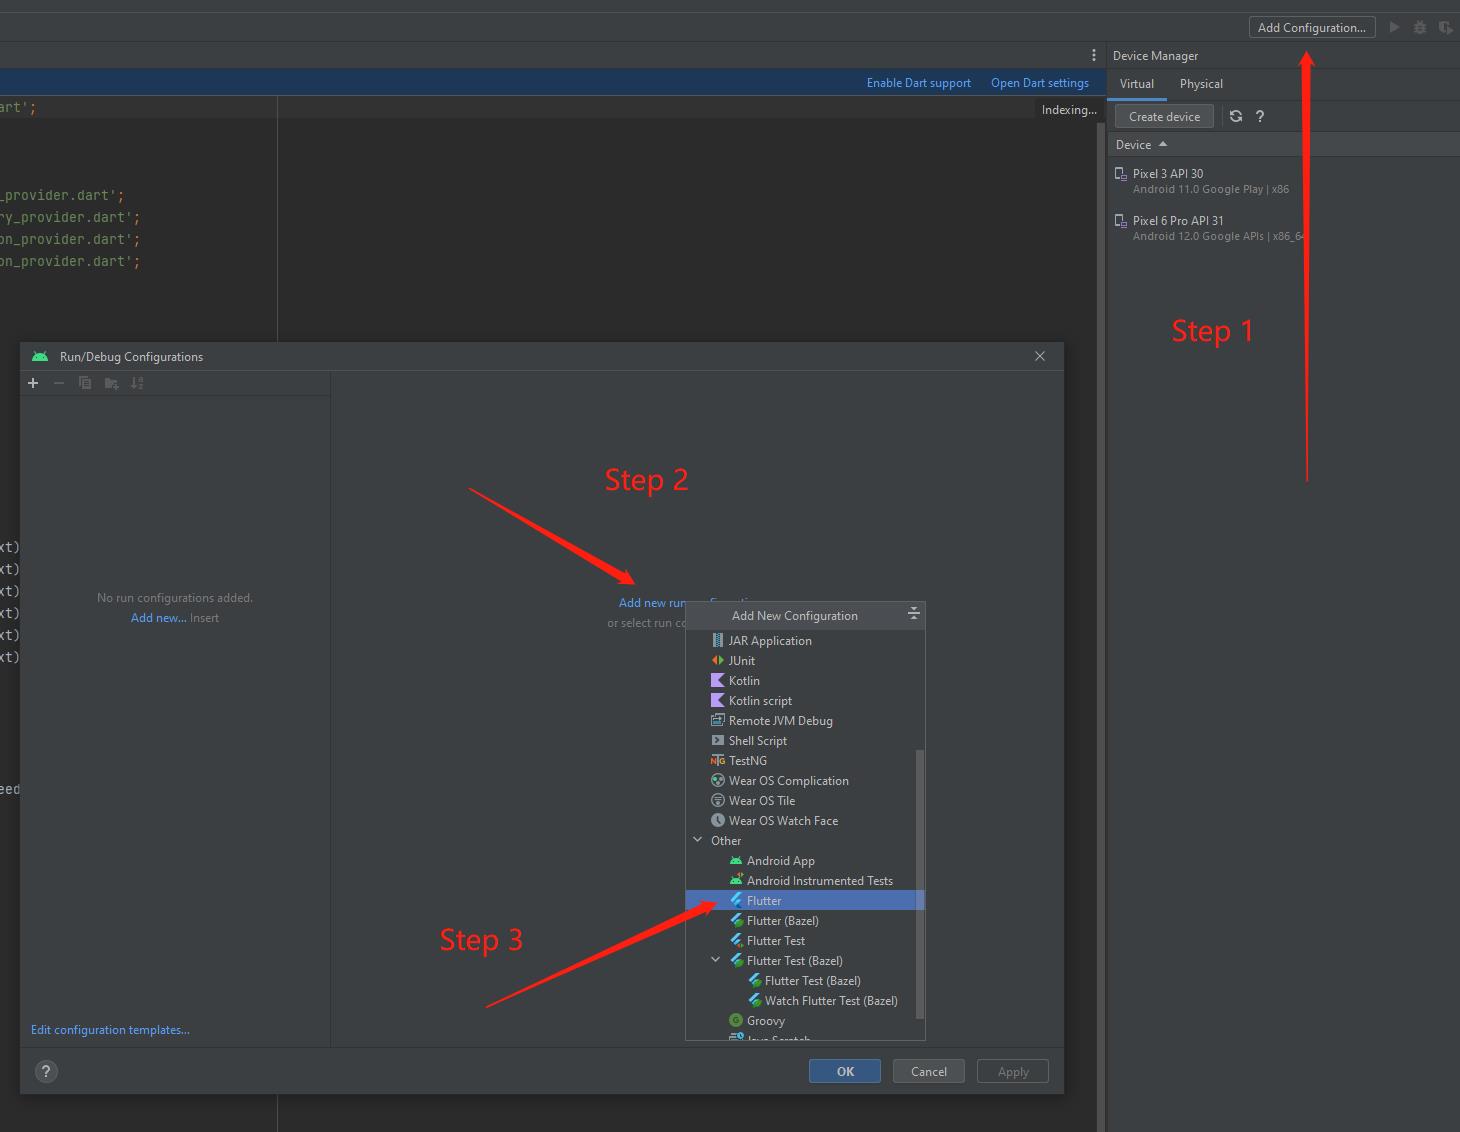 Add Configuration...
Device Manager
Enable Dart support
Open Dart settings
Virtual
Physical
art';
Indexing...
Create device
?
Device
Pixel 3 API 30
Android 11.0 Google Play | x86
_provider.dart';
ry_provider.dart';
Pixel 6 Pro API 31
Android 12.0 Google APIs | x86_64
on_provider.dart';
on_provider.dart';
Step 1
Run/Debug Configurations
Step 2
xt)
xt)
xt)
xt)
xt)
xt)
No run configurations added.
Add new... Insert
Add new run
or select run co
Add New Configuration
JAR Application
JUnit
Kotlin
Kotlin script
Remote JVM Debug
Shell Script
TestNG
Wear OS Complication
eed
Wear OS Tile
Wear OS Watch Face
Other
Android App
Android Instrumented Tests
Flutter
Flutter (Bazel)
Step 3
Flutter Test
Flutter Test (Bazel)
Flutter Test (Bazel)
Watch Flutter Test (Bazel)
Groovy
Java Scratch
Edit configuration templates...
?
OK
Cancel
Apply